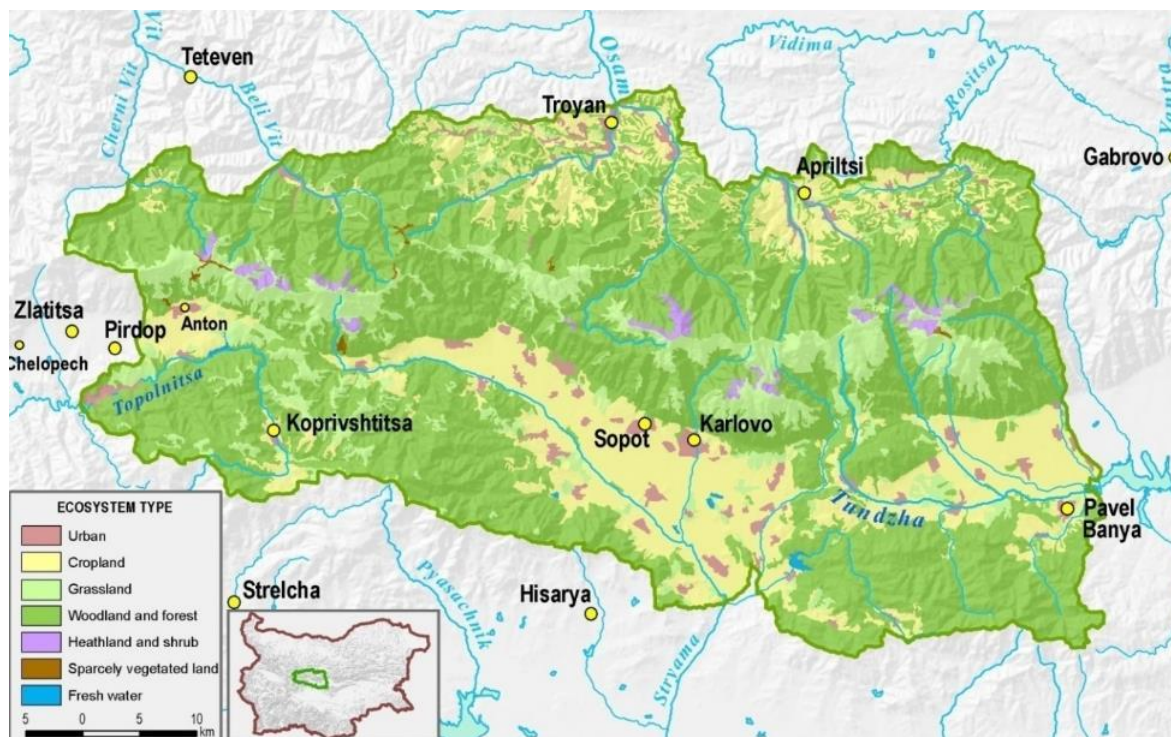 Vit
Teteven
Cherni Vit
Beli Vit
Osam
Troyan
Vidima
Rositsa
Apriltsi
Gabrovo
Yantra
Zlatitsa
Pirdop
Anton
Chelopech
Topolnitsa
Koprivshtitsa
Sopot
Karlovo
Tundzha
Pavel
Banya
Strelcha
Pyasachnik
Hisarya
Stryama
ECOSYSTEM TYPE
Urban
Cropland
Grassland
Woodland and forest
Heathland and shrub
Sparcely vegetated land
Fresh water
5 0 5 10
km